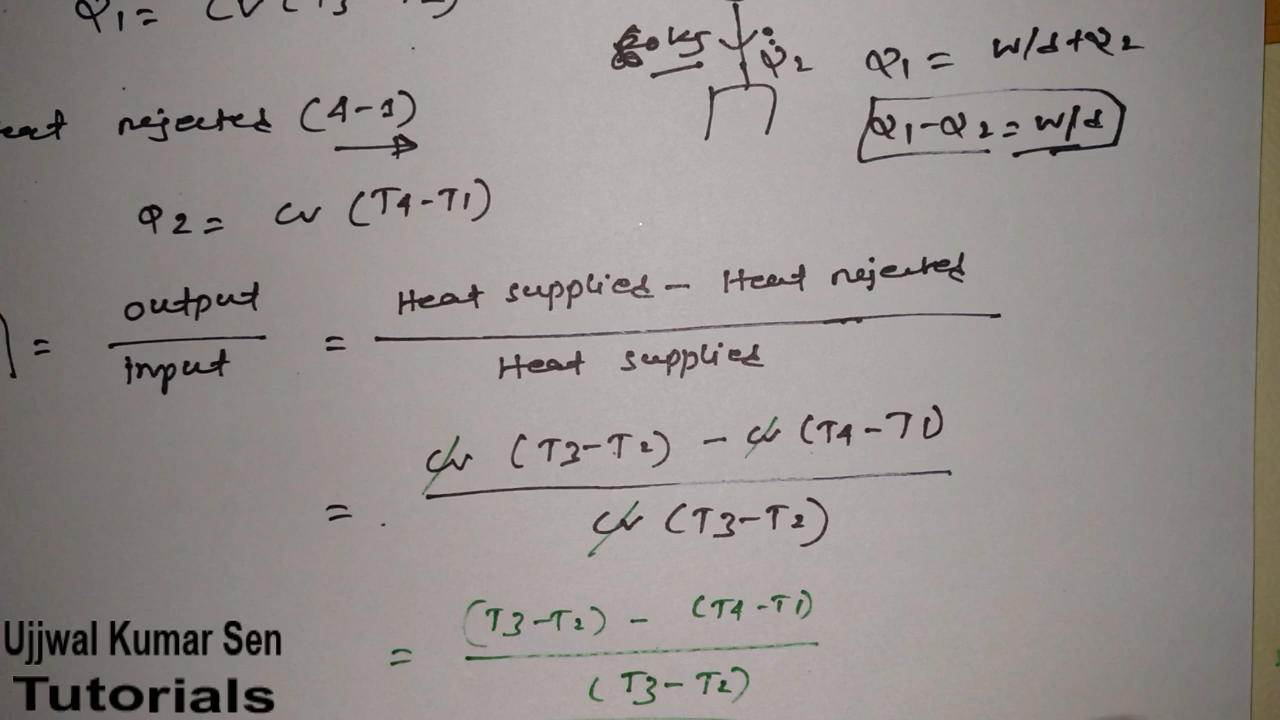 Q1 = Cv (T3 - T2)
Q2
Q1 = W/d + Q2
Q1 - Q2 = W/d
eat rejected (4-1)
Q2 = Cv (T4-T1)
η = output / input = Heat supplied - Heat rejected / Heat supplied
= Cv (T3-T2) - Cv (T4-T1) / Cv (T3-T2)
= (T3-T2) - (T4-T1) / (T3-T2)
Ujjwal Kumar Sen
Tutorials